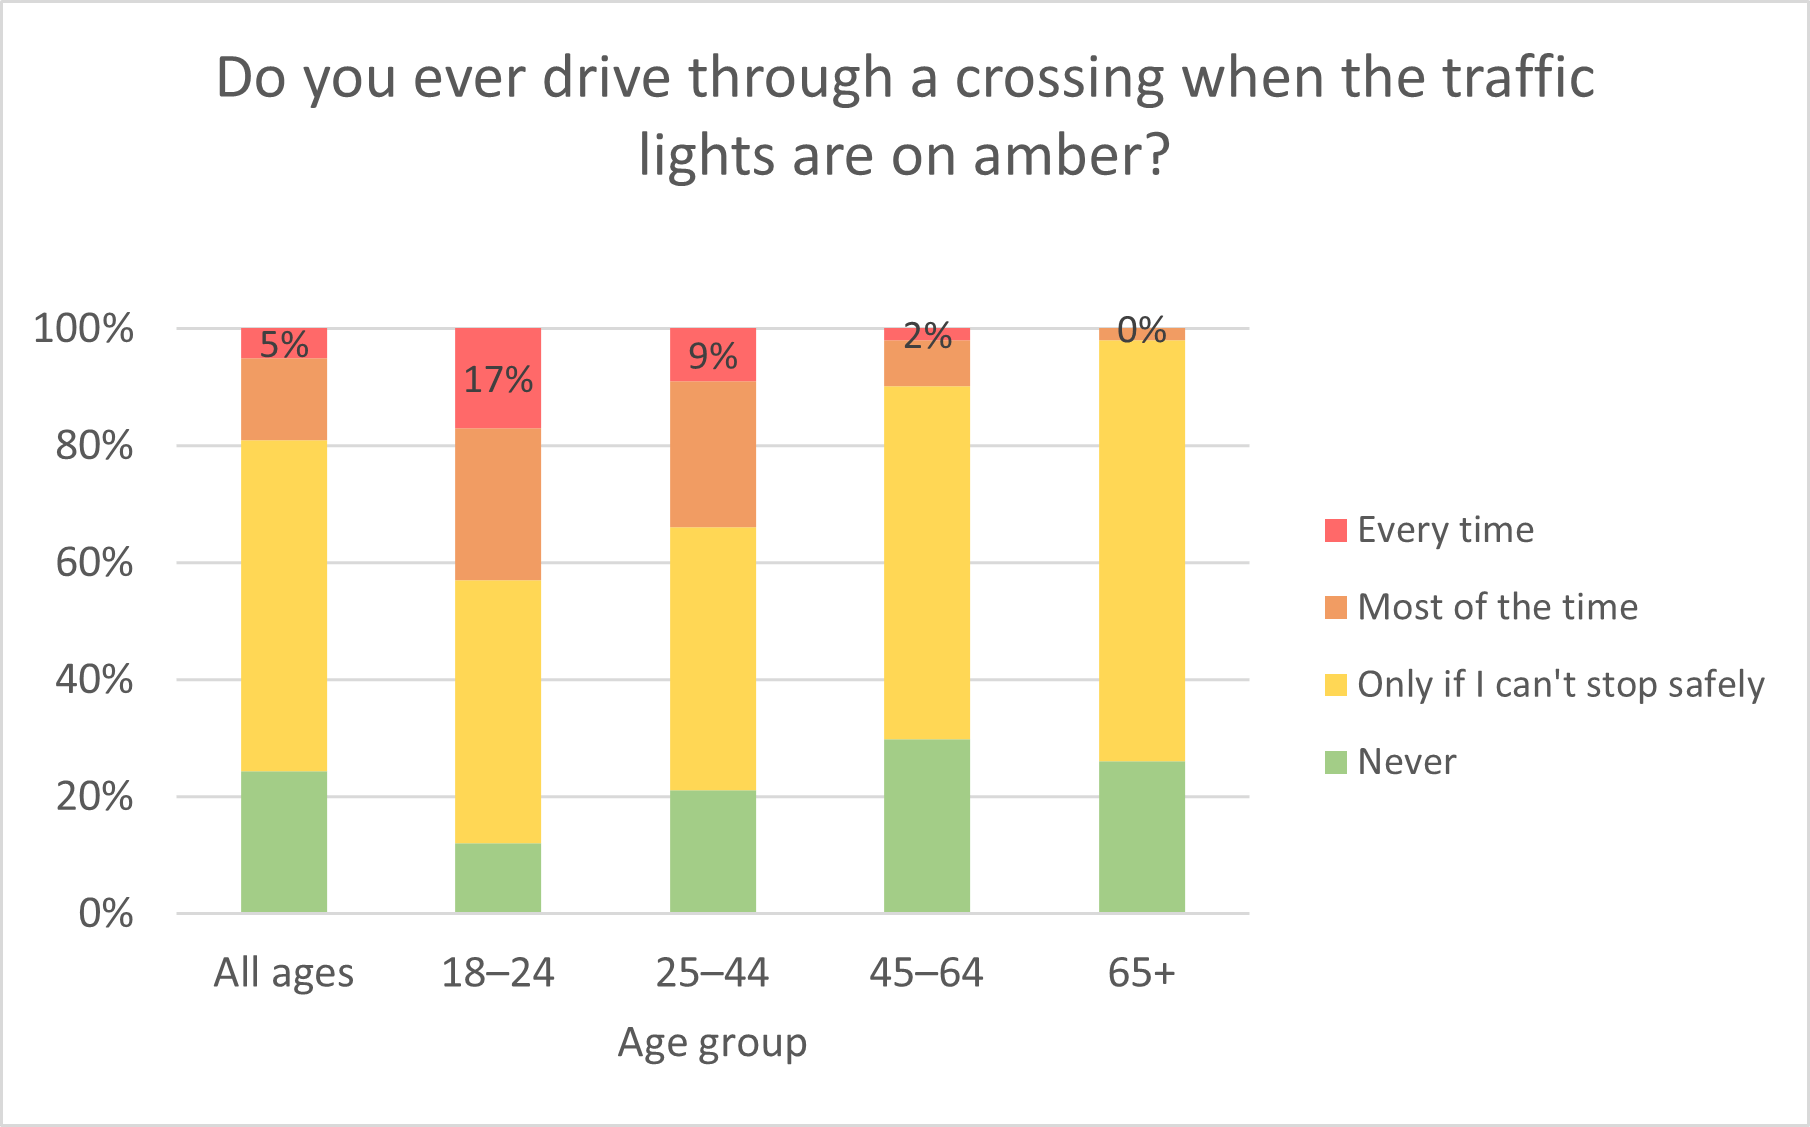 Do you ever drive through a crossing when the traffic
lights are on amber?
100%
80%
60%
40%
20%
0%
5%
17%
9%
2%
0%
All ages
18–24
25–44
45–64
65+
Age group
Every time
Most of the time
Only if I can't stop safely
Never